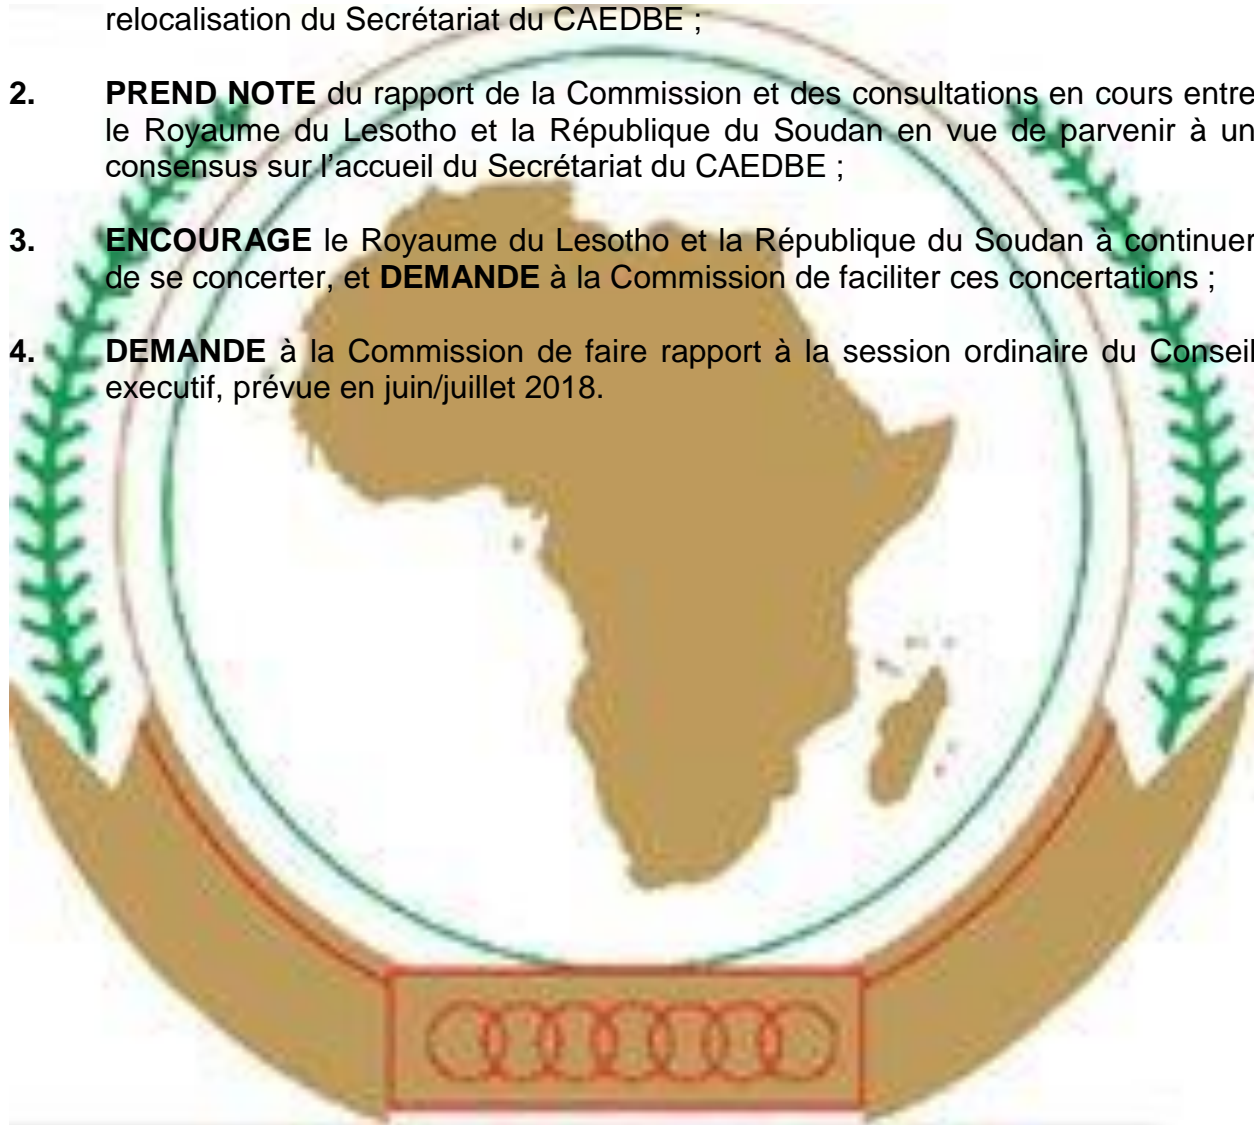 relocalisation du Secrétariat du CAEDBE ;
2. PREND NOTE du rapport de la Commission et des consultations en cours entre
le Royaume du Lesotho et la République du Soudan en vue de parvenir à un
consensus sur l'accueil du Secrétariat du CAEDBE ;
3. ENCOURAGE le Royaume du Lesotho et la République du Soudan à continuer
de se concerter, et DEMANDE à la Commission de faciliter ces concertations ;
4. DEMANDE à la Commission de faire rapport à la session ordinaire du Conseil
executif, prévue en juin/juillet 2018.